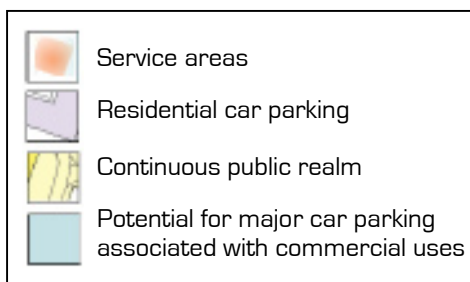 Service areas
Residential car parking
Continuous public realm
Potential for major car parking
associated with commercial uses